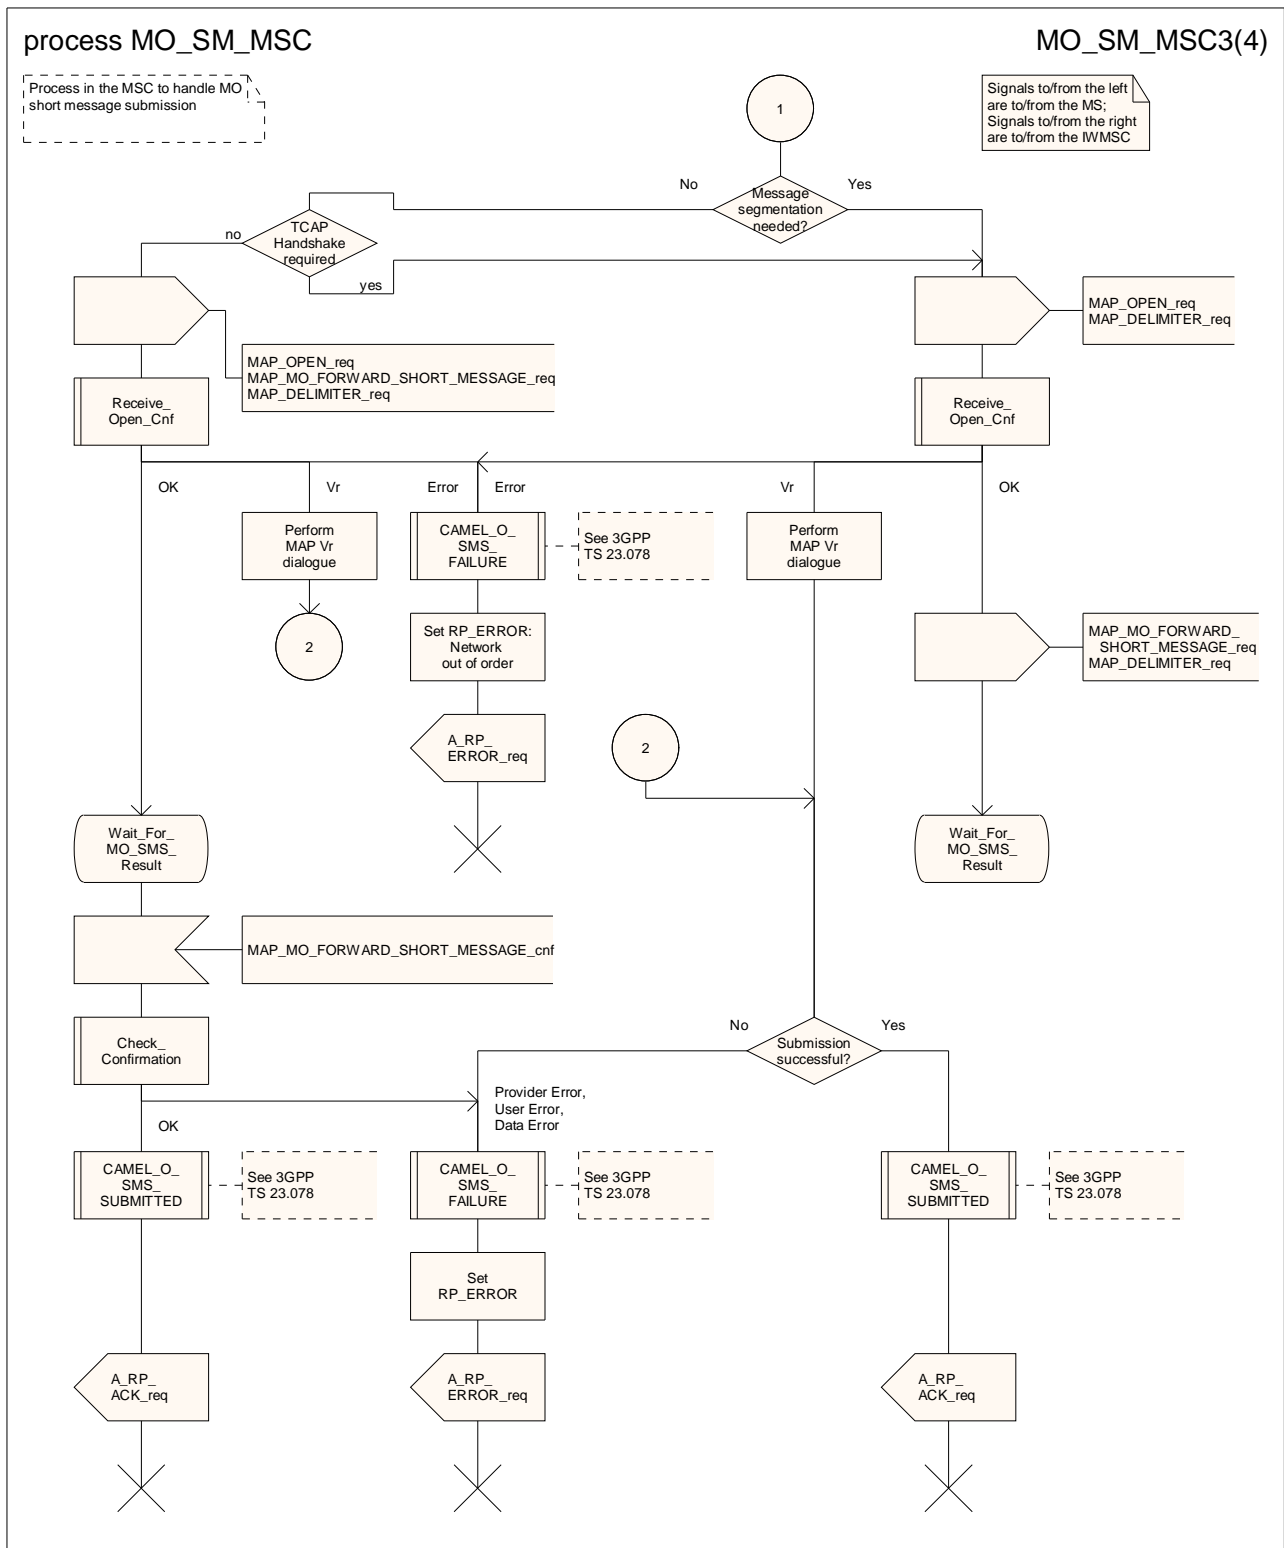 process MO_SM_MSC
MO_SM_MSC3(4)
Process in the MSC to handle MO
short message submission
1
Signals to/from the left
are to/from the MS;
Signals to/from the right
are to/from the IWMSC
No
Message
segmentation
needed?
Yes
TCAP
Handshake
required
no
yes
MAP_OPEN_req
MAP_DELIMITER_req
MAP_OPEN_req
MAP_MO_FORWARD_SHORT_MESSAGE_req
MAP_DELIMITER_req
Receive_
Open_Cnf
Receive_
Open_Cnf
OK
Vr
Error
Error
Vr
OK
Perform
MAP Vr
dialogue
CAMEL_O_
SMS_
FAILURE
See 3GPP
TS 23.078
Perform
MAP Vr
dialogue
2
Set RP_ERROR:
Network
out of order
MAP_MO_FORWARD_
SHORT_MESSAGE_req
MAP_DELIMITER_req
A_RP_
ERROR_req
2
Wait_For_
MO_SMS_
Result
Wait_For_
MO_SMS_
Result
MAP_MO_FORWARD_SHORT_MESSAGE_cnf
Check_
Confirmation
No
Submission
successful?
Yes
Provider Error,
User Error,
Data Error
OK
CAMEL_O_
SMS_
SUBMITTED
See 3GPP
TS 23.078
CAMEL_O_
SMS_
FAILURE
See 3GPP
TS 23.078
CAMEL_O_
SMS_
SUBMITTED
See 3GPP
TS 23.078
Set
RP_ERROR
A_RP_
ACK_req
A_RP_
ERROR_req
A_RP_
ACK_req